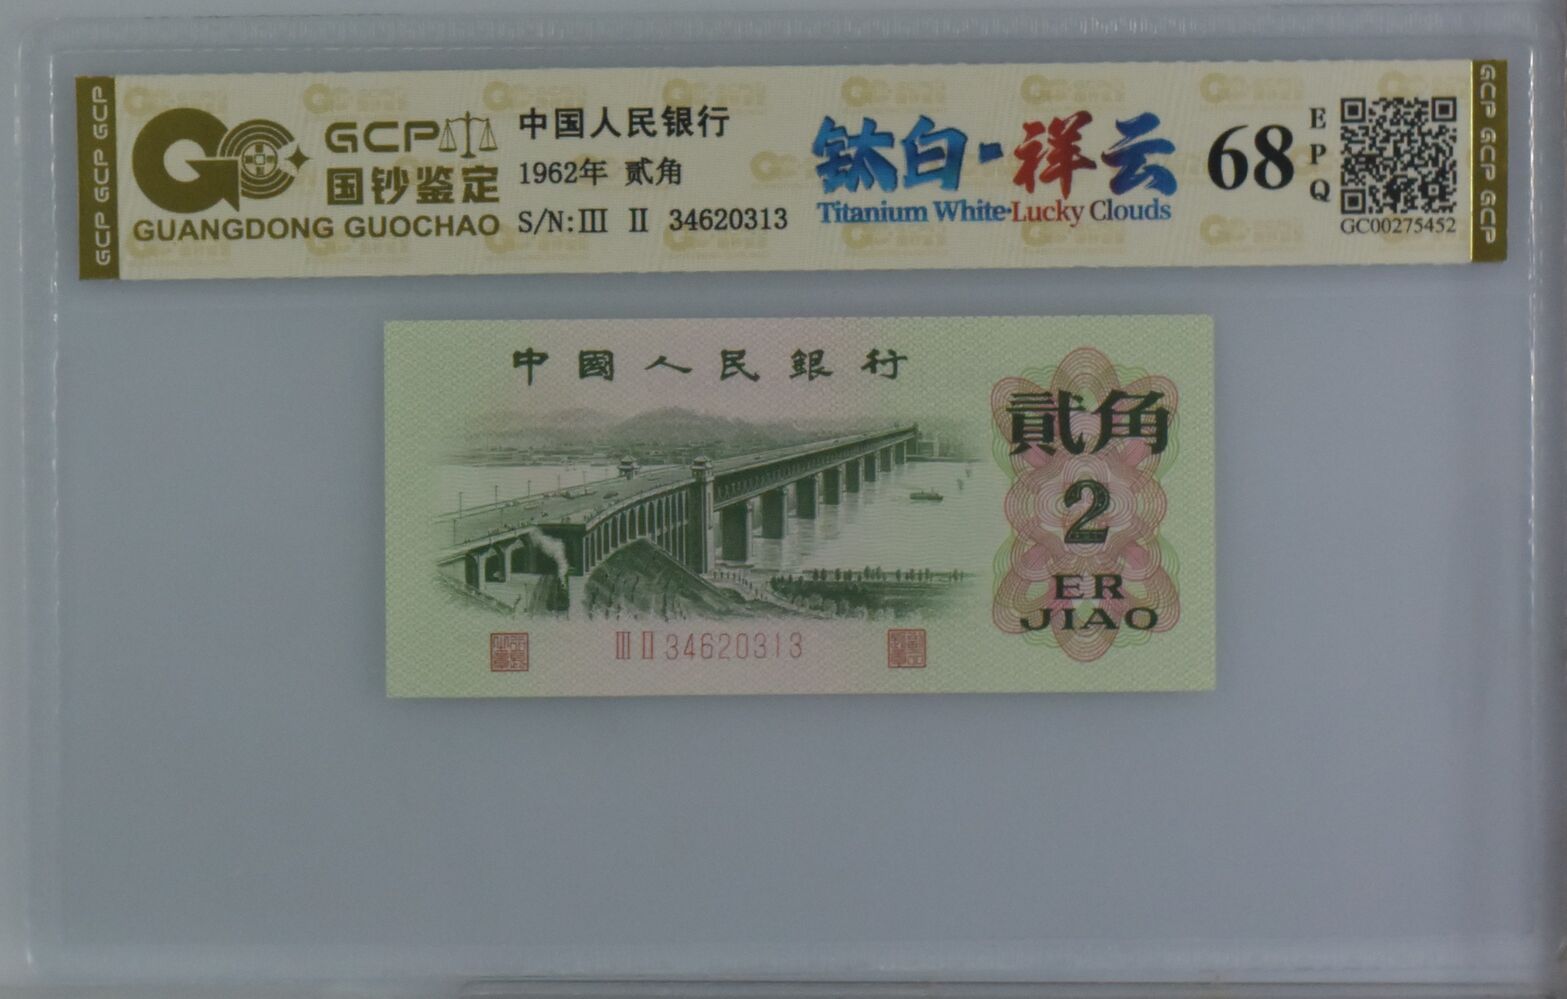 GCP GCP GCP
GCP
国钞鉴定
GUANGDONG GUOCHAO
中国人民银行
1962年 贰角
S/N:Ⅲ Ⅱ 34620313
钛白·祥云
Titanium White·Lucky Clouds
68
EPQ
GC00275452
GCP GCP GCP
中國人民銀行
貳角
2
ER
JIAO
Ⅲ Ⅱ 34620313